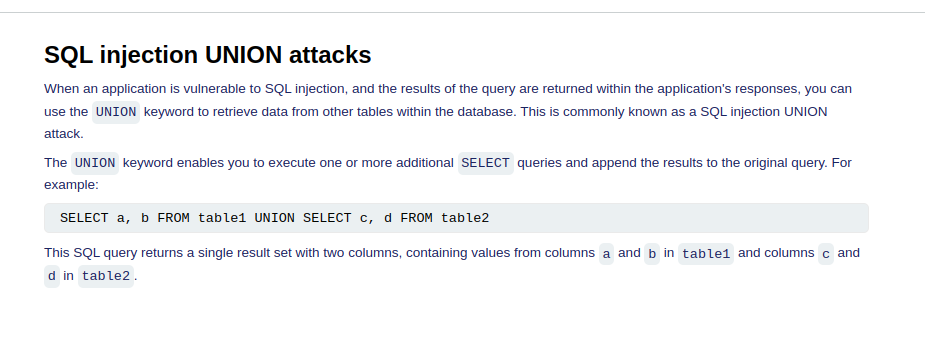 SQL injection UNION attacks
When an application is vulnerable to SQL injection, and the results of the query are returned within the application's responses, you can
use the UNION keyword to retrieve data from other tables within the database. This is commonly known as a SQL injection UNION
attack.
The UNION keyword enables you to execute one or more additional SELECT queries and append the results to the original query. For
example:
SELECT a, b FROM table1 UNION SELECT c, d FROM table2
This SQL query returns a single result set with two columns, containing values from columns a and b in table1 and columns c and
d in table2.